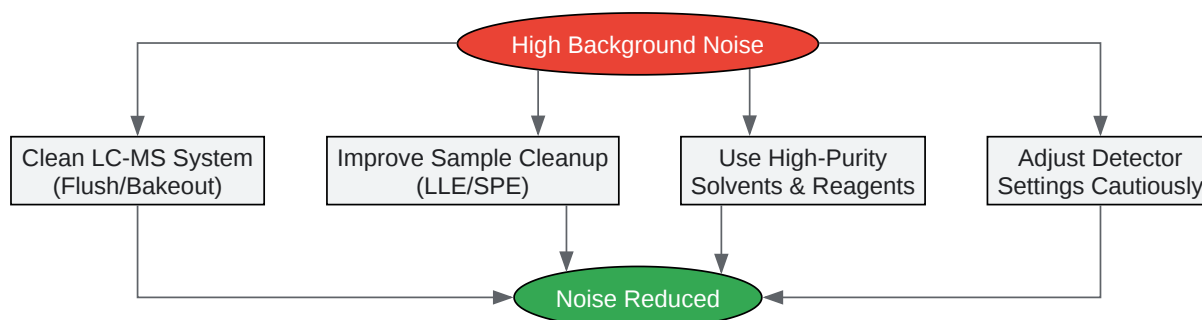 High Background Noise
Clean LC-MS System
(Flush/Bakeout)
Improve Sample Cleanup
(LLE/SPE)
Use High-Purity
Solvents & Reagents
Adjust Detector
Settings Cautiously
Noise Reduced